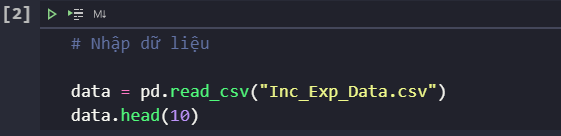 [2]
M↓
# Nhập dữ liệu
data = pd.read_csv("Inc_Exp_Data.csv")
data.head(10)